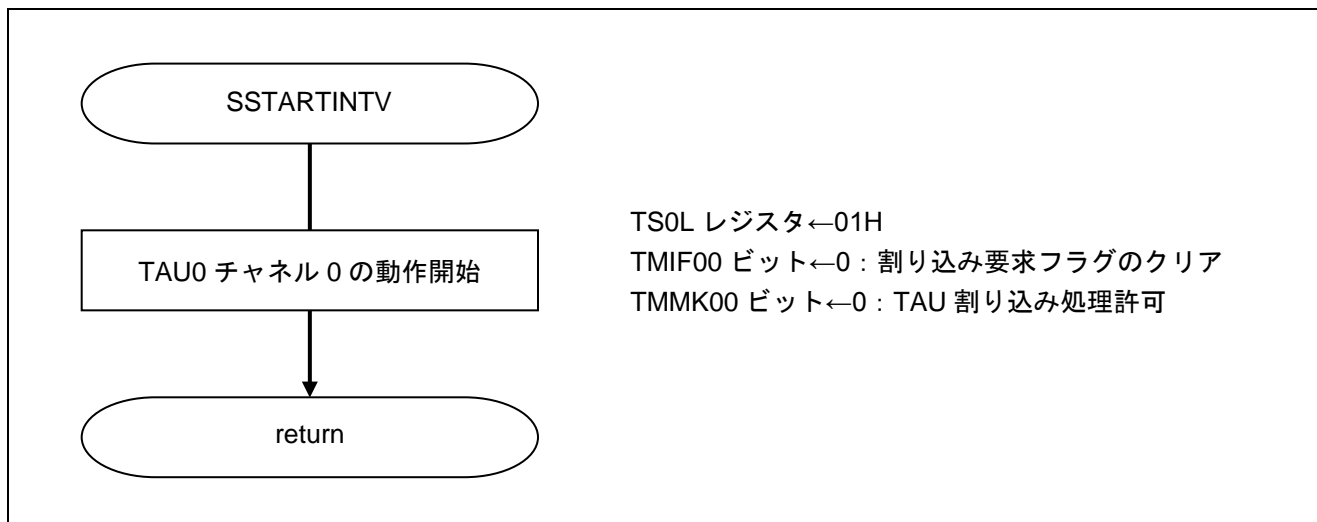 SSTARTINTV
TAU0 チャネル 0 の動作開始
TS0L レジスタ←01H
TMIF00 ビット←0：割り込み要求フラグのクリア
TMMK00 ビット←0：TAU 割り込み処理許可
return